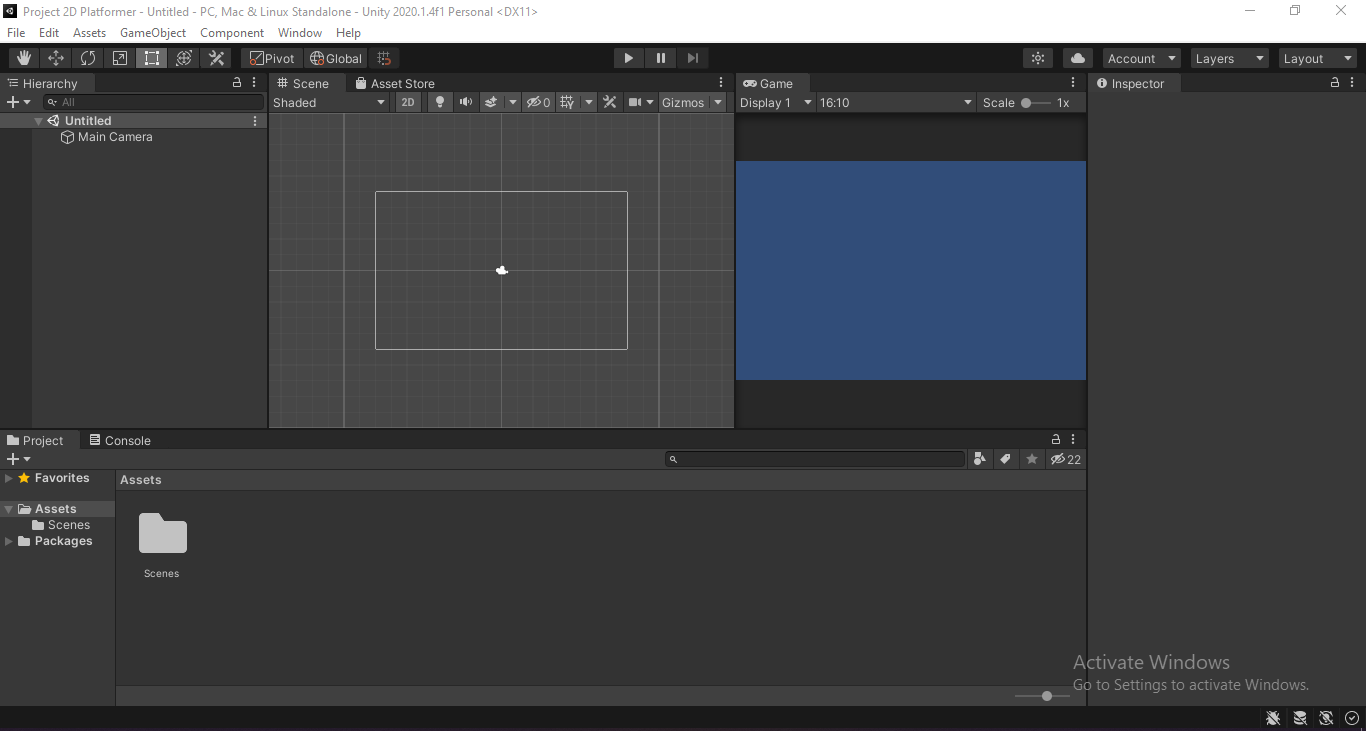 Project 2D Platformer - Untitled - PC, Mac & Linux Standalone - Unity 2020.1.4f1 Personal <DX11>
File Edit Assets GameObject Component Window Help
Pivot Global Account Layers Layout
Hierarchy Scene Asset Store Game Inspector
All Shaded 2D 0 Gizmos Display 1 16:10 Scale 1x
Untitled
Main Camera
Project Console
22
Favorites Assets
Assets
Scenes
Packages
Scenes
Activate Windows
Go to Settings to activate Windows.